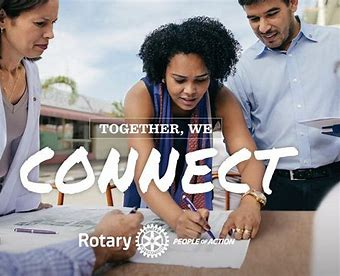 TOGETHER, WE
CONNECT
Rotary
PEOPLE OF ACTION